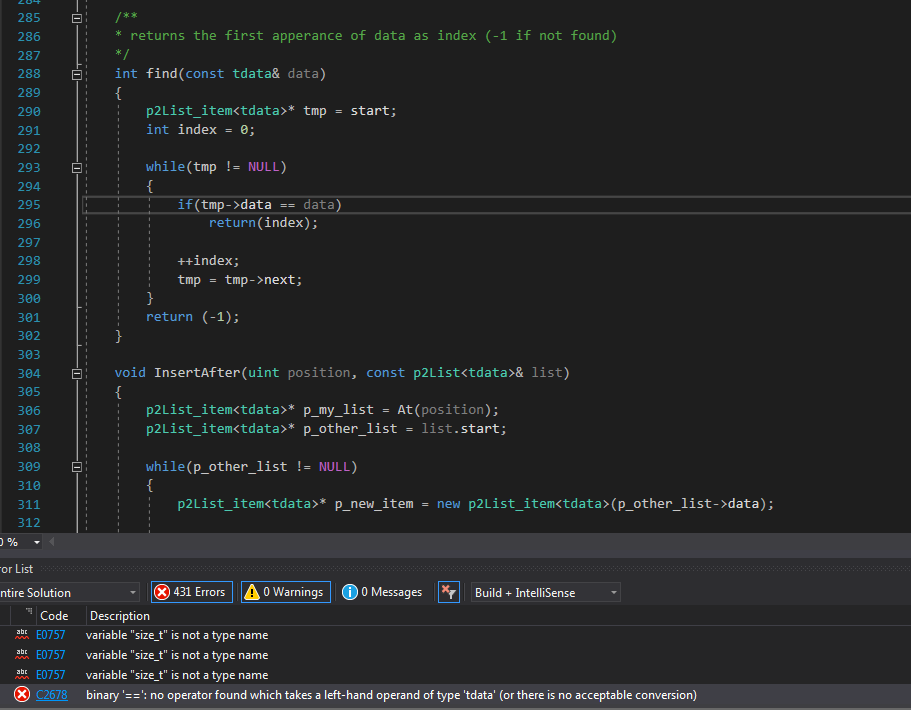 284
285 /**
286 * returns the first apperance of data as index (-1 if not found)
287 */
288 int find(const tdata& data)
289 {
290 p2List_item<tdata>* tmp = start;
291 int index = 0;
292
293 while(tmp != NULL)
294 {
295 if(tmp->data == data)
296 return(index);
297
298 ++index;
299 tmp = tmp->next;
300 }
301 return (-1);
302 }
303
304 void InsertAfter(uint position, const p2List<tdata>& list)
305 {
306 p2List_item<tdata>* p_my_list = At(position);
307 p2List_item<tdata>* p_other_list = list.start;
308
309 while(p_other_list != NULL)
310 {
311 p2List_item<tdata>* p_new_item = new p2List_item<tdata>(p_other_list->data);
312
0 %
ror List
ntire Solution 431 Errors 0 Warnings 0 Messages Build + IntelliSense
Code Description
abc E0757 variable "size_t" is not a type name
abc E0757 variable "size_t" is not a type name
abc E0757 variable "size_t" is not a type name
C2678 binary '==': no operator found which takes a left-hand operand of type 'tdata' (or there is no acceptable conversion)